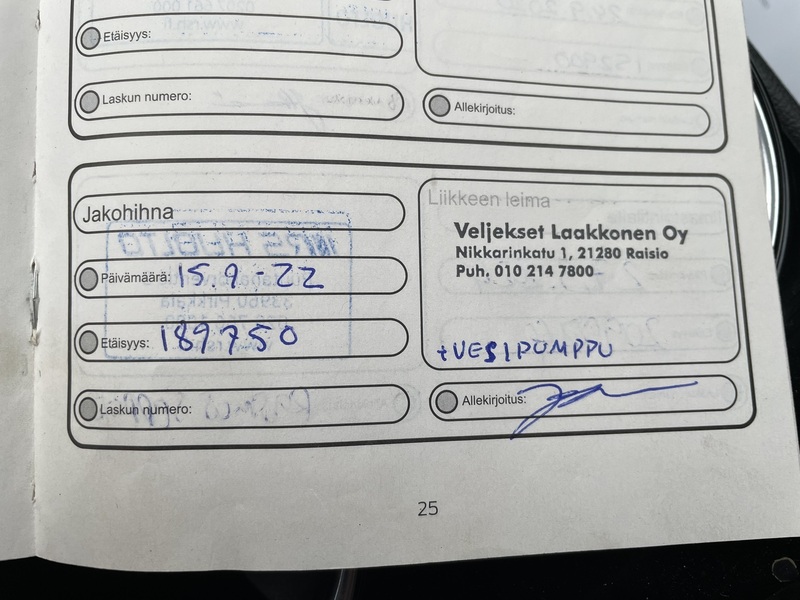 Etäisyys:
Laskun numero:
Allekirjoitus:
Jakohihna
Päivämäärä: 15.9-22
Etäisyys: 189750
Laskun numero:
Liikkeen leima
Veljekset Laakkonen Oy
Nikkarinkatu 1, 21280 Raisio
Puh. 010 214 7800
+VESIPUMPPU
Allekirjoitus:
25